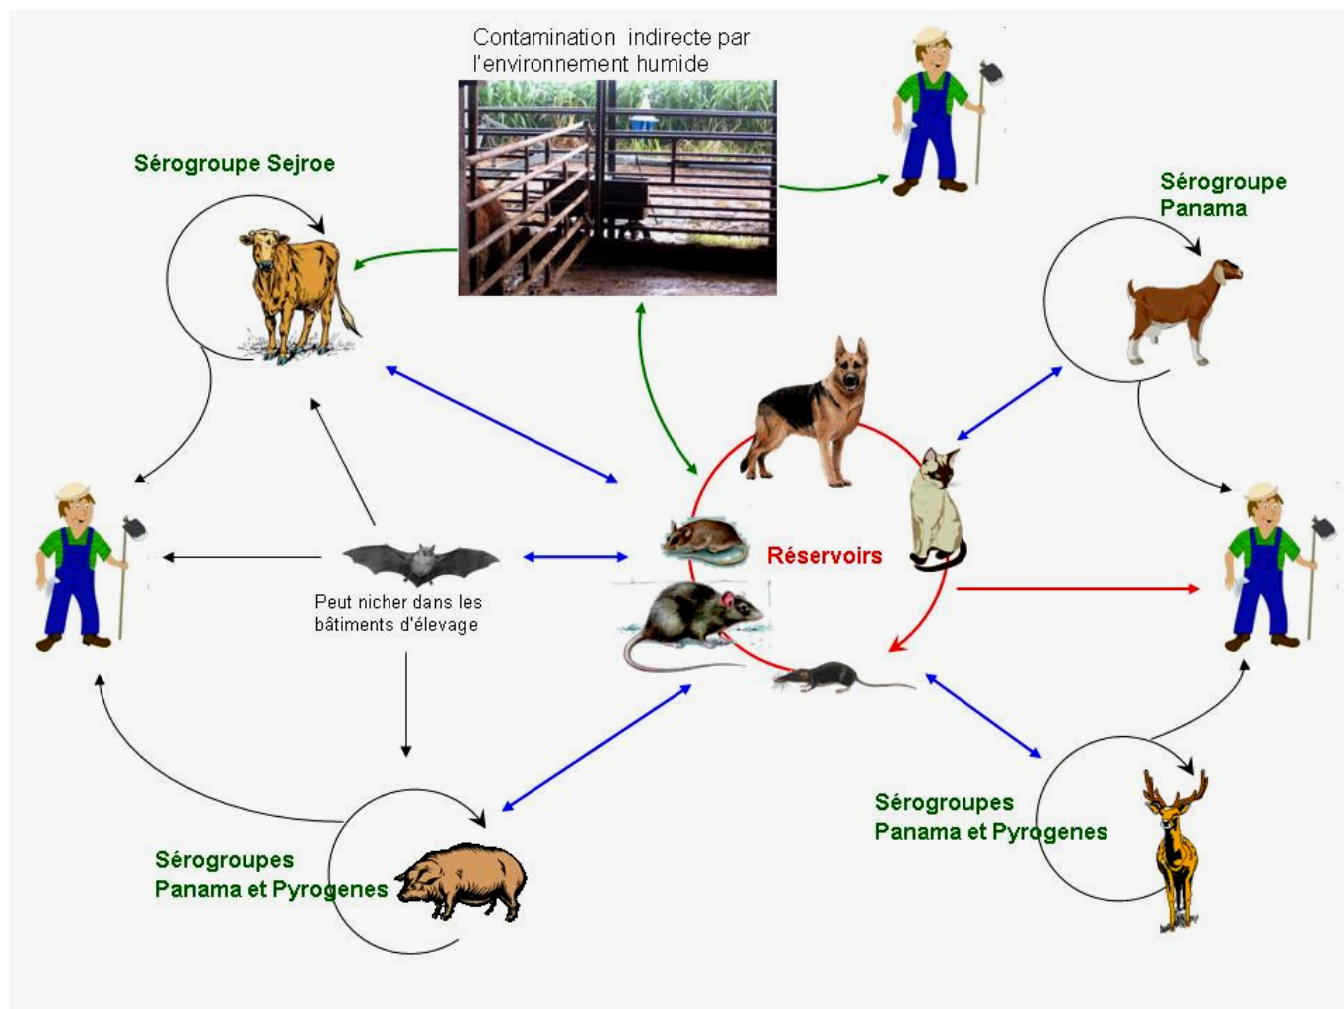 Contamination indirecte par
l'environnement humide
Sérogroupe Sejroe
Sérogroupe
Panama
Réservoirs
Peut nicher dans les
bâtiments d'élevage
Sérogroupes
Panama et Pyrogenes
Sérogroupes
Panama et Pyrogenes